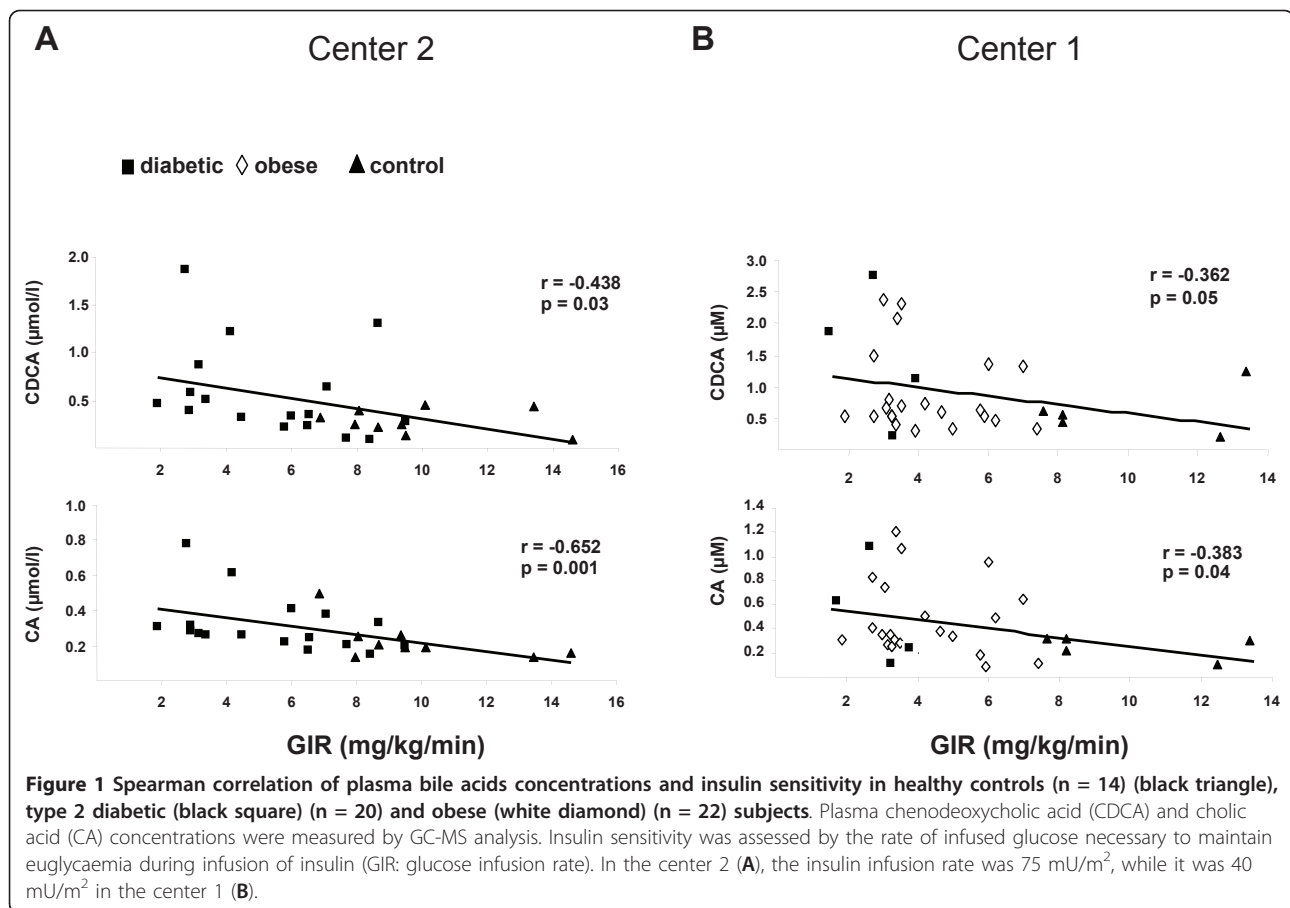 A
Center 2
B
Center 1
■ diabetic ◊ obese ▲ control
CDCA (µmol/l)
2.0
1.5
1.0
0.5
r = -0.438
p = 0.03
2 4 6 8 10 12 14 16
CA (µmol/l)
1.0
0.8
0.6
0.4
0.2
r = -0.652
p = 0.001
2 4 6 8 10 12 14 16
GIR (mg/kg/min)
CDCA (µM)
3.0
2.5
2.0
1.5
1.0
0.5
r = -0.362
p = 0.05
2 4 6 8 10 12 14
CA (µM)
1.4
1.2
1.0
0.8
0.6
0.4
0.2
r = -0.383
p = 0.04
2 4 6 8 10 12 14
GIR (mg/kg/min)
Figure 1 Spearman correlation of plasma bile acids concentrations and insulin sensitivity in healthy controls (n = 14) (black triangle),
type 2 diabetic (black square) (n = 20) and obese (white diamond) (n = 22) subjects. Plasma chenodeoxycholic acid (CDCA) and cholic
acid (CA) concentrations were measured by GC-MS analysis. Insulin sensitivity was assessed by the rate of infused glucose necessary to maintain
euglycaemia during infusion of insulin (GIR: glucose infusion rate). In the center 2 (A), the insulin infusion rate was 75 mU/m², while it was 40
mU/m² in the center 1 (B).